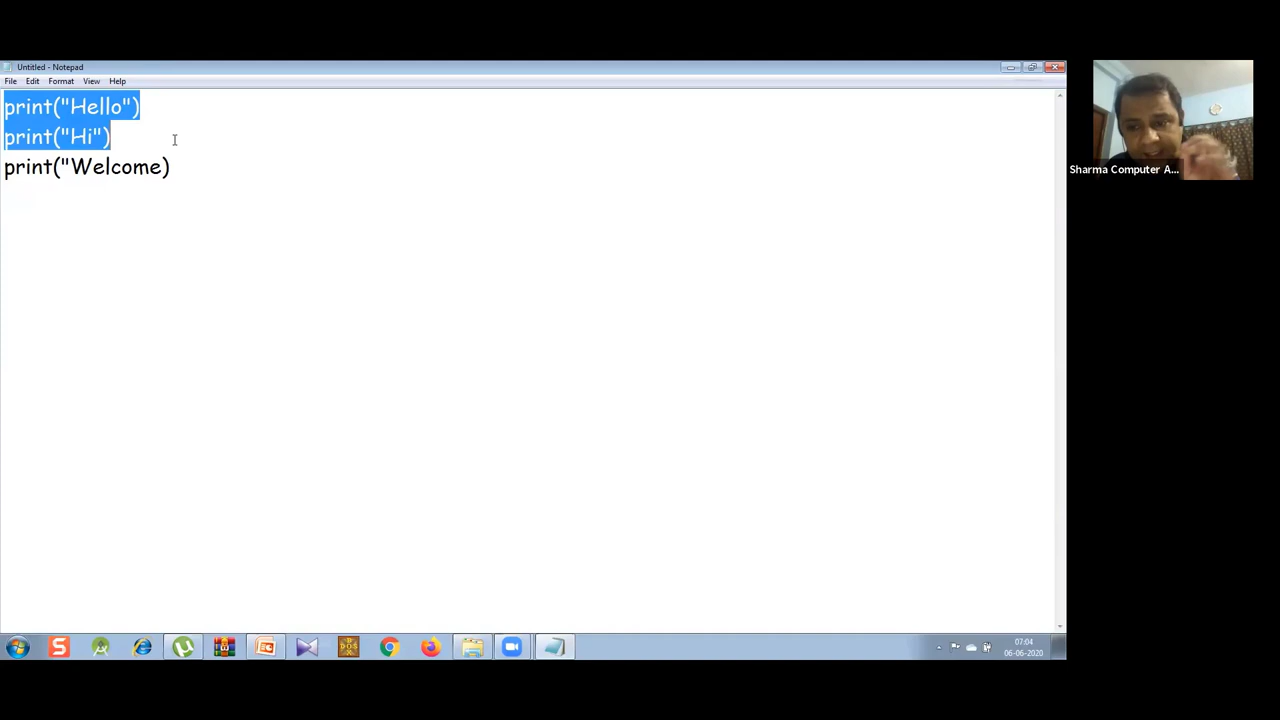 Untitled - Notepad
File Edit Format View Help
print("Hello")
print("Hi")
print("Welcome)
Sharma Computer A...
07:04
06-06-2020